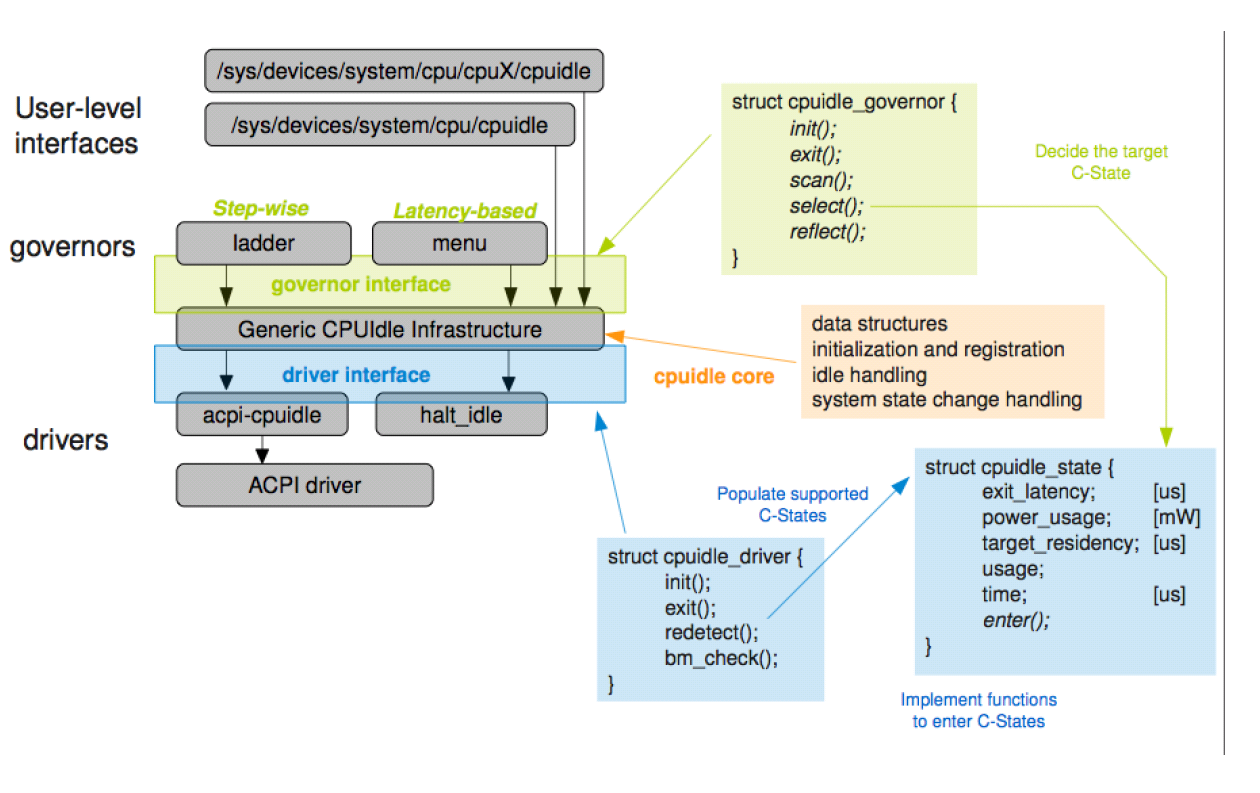 /sys/devices/system/cpu/cpuX/cpuidle
User-level
interfaces
/sys/devices/system/cpu/cpuidle
Step-wise
Latency-based
governors
ladder
menu
governor interface
Generic CPUIdle Infrastructure
driver interface
cpuidle core
drivers
acpi-cpuidle
halt_idle
ACPI driver
struct cpuidle_governor {
init();
exit();
scan();
select();
reflect();
}
Decide the target
C-State
data structures
initialization and registration
idle handling
system state change handling
Populate supported
C-States
struct cpuidle_driver {
init();
exit();
redetect();
bm_check();
}
struct cpuidle_state {
exit_latency; [us]
power_usage; [mW]
target_residency; [us]
usage;
time; [us]
enter();
}
Implement functions
to enter C-States